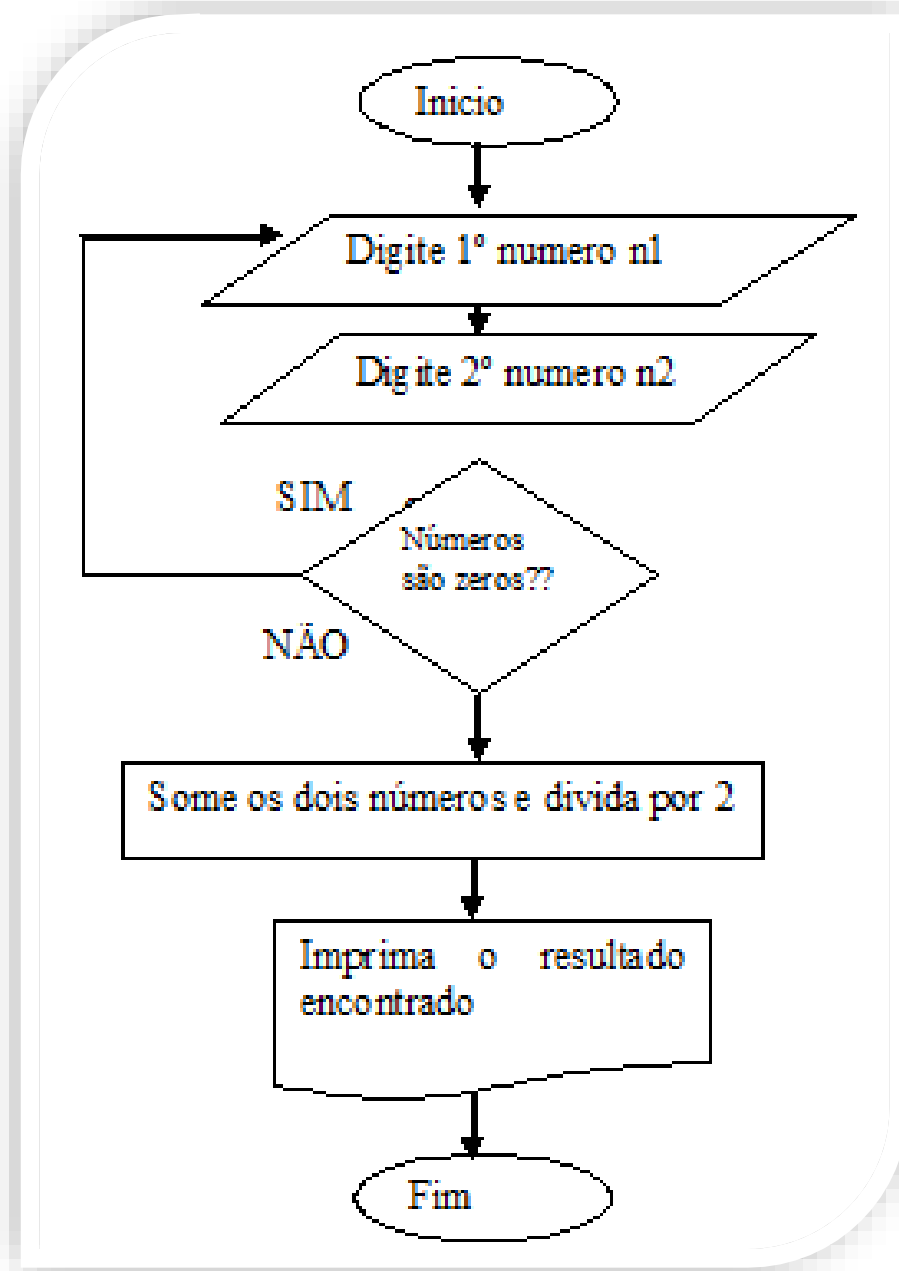 Inicio
Digite 1º numero n1
Digite 2º numero n2
SIM
Números
são zeros??
NÃO
Some os dois números e divida por 2
Imprima o resultado
encontrado
Fim